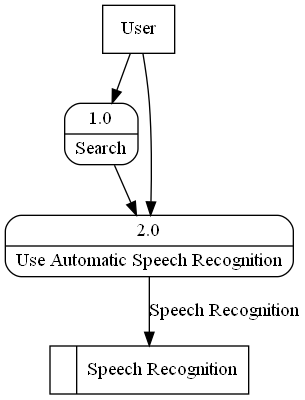 User
1.0
Search
2.0
Use Automatic Speech Recognition
Speech Recognition
Speech Recognition